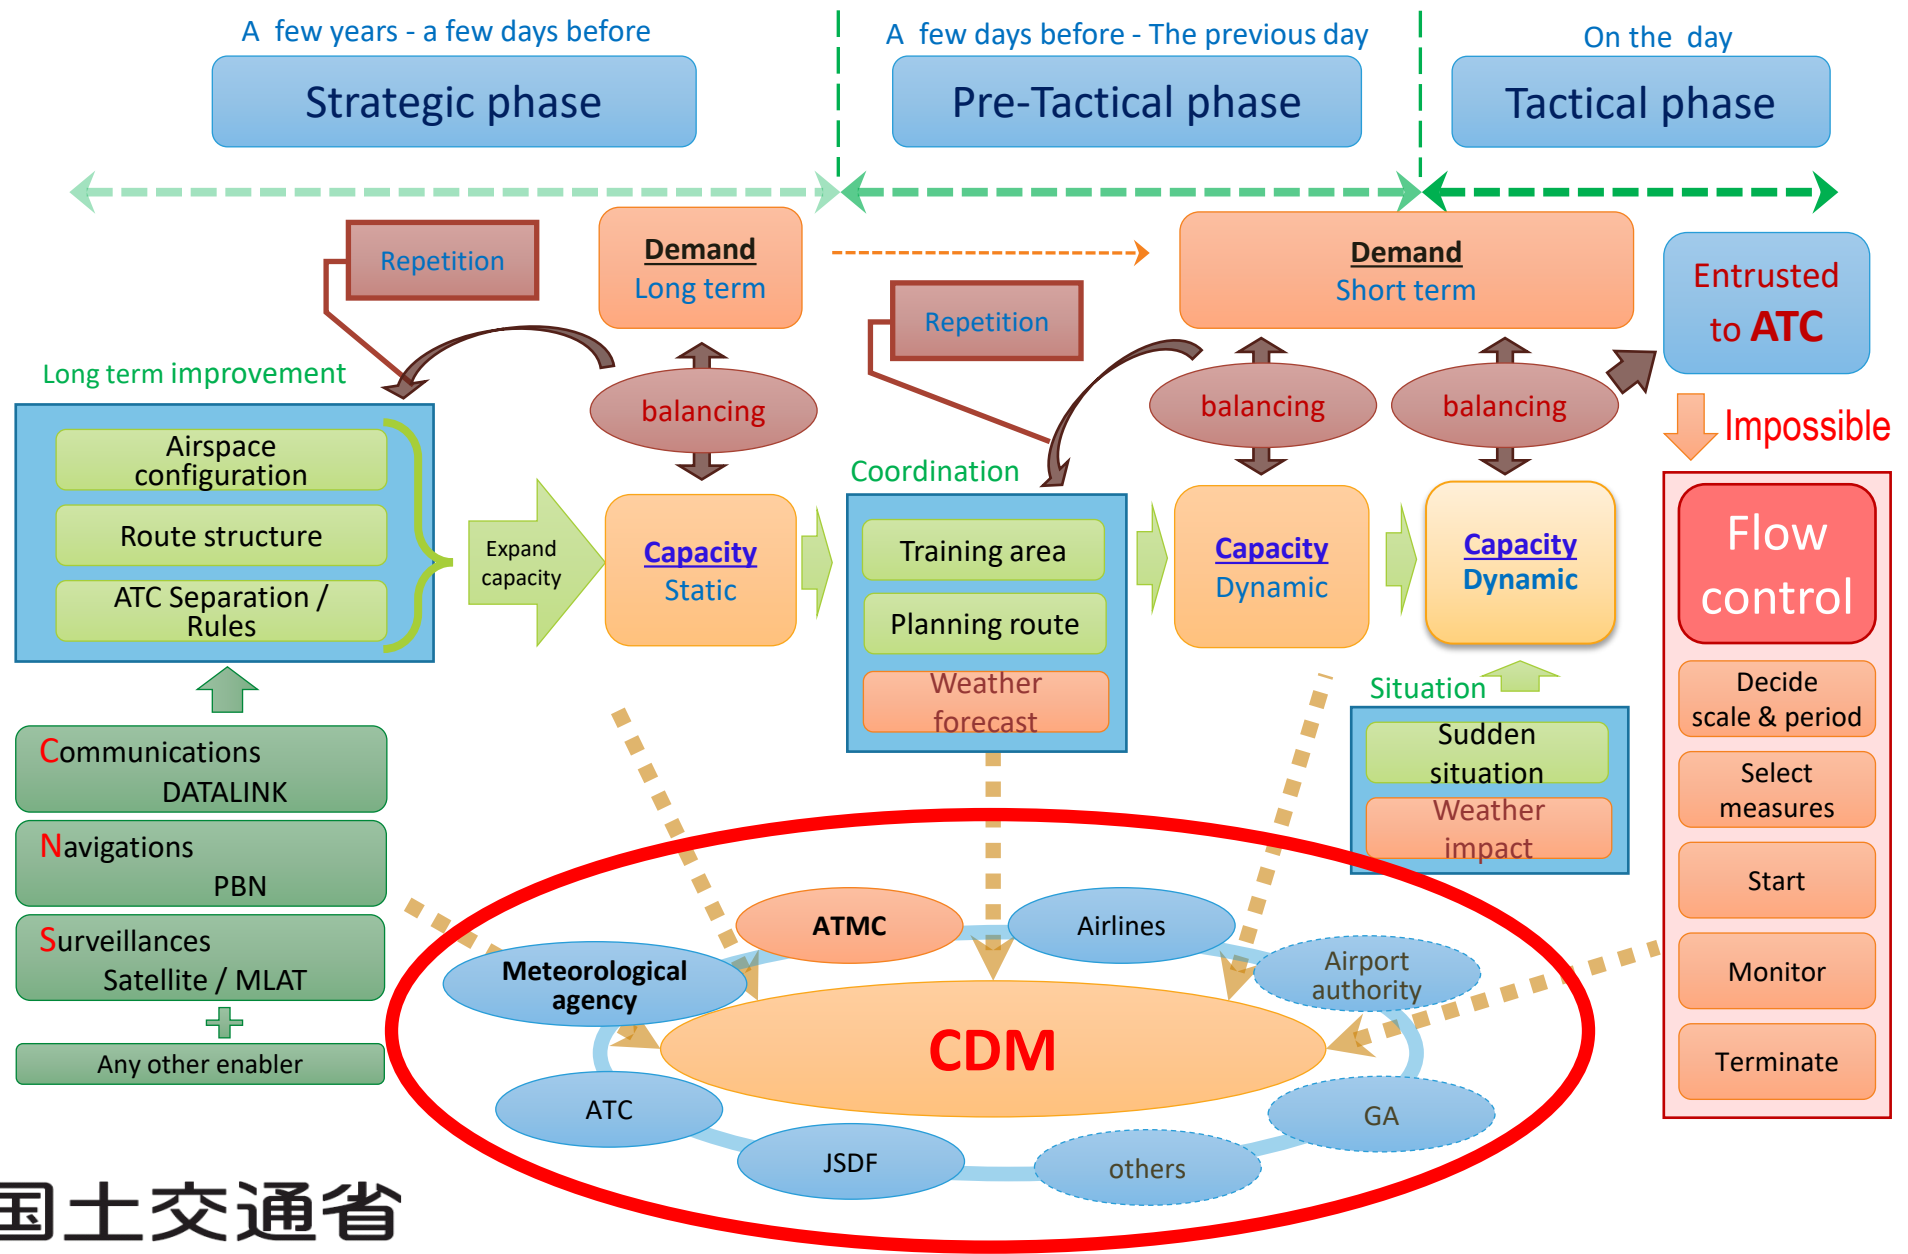 A few years - a few days before
Strategic phase
A few days before - The previous day
Pre-Tactical phase
On the day
Tactical phase
Repetition
Demand
Long term
Repetition
Demand
Short term
Entrusted
to ATC
Impossible
Long term improvement
Airspace
configuration
Route structure
ATC Separation /
Rules
Expand
capacity
balancing
Capacity
Static
Coordination
Training area
Planning route
Weather
forecast
balancing
Capacity
Dynamic
balancing
Capacity
Dynamic
Situation
Sudden
situation
Weather
impact
Flow
control
Decide
scale & period
Select
measures
Start
Monitor
Terminate
Communications
DATALINK
Navigations
PBN
Surveillances
Satellite / MLAT
Any other enabler
ATMC
Airlines
Meteorological
agency
Airport
authority
CDM
ATC
GA
JSDF
others
国土交通省